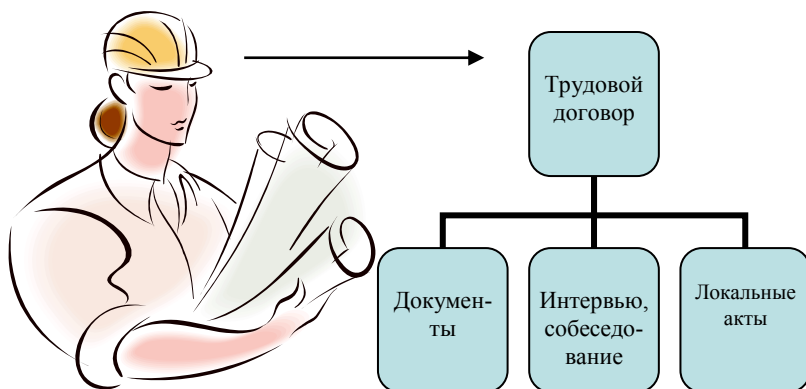 Трудовой
договор
Докумен-
ты
Интервью,
собеседо-
вание
Локальные
акты